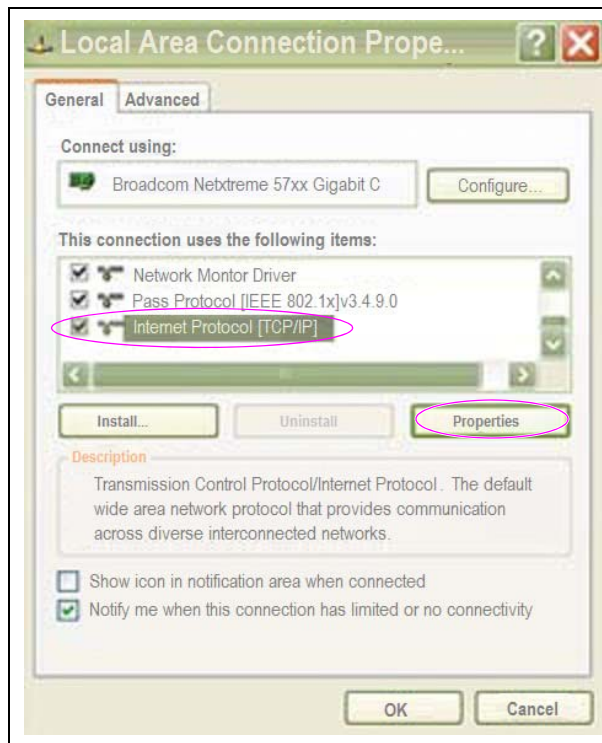 Local Area Connection Prope...
General Advanced
Connect using:
Broadcom Netxtreme 57xx Gigabit C Configure...
This connection uses the following items:
Network Montor Driver
Pass Protocol [IEEE 802.1x]v3.4.9.0
Internet Protocol [TCP/IP]
Install... Uninstall Properties
Description
Transmission Control Protocol/Internet Protocol. The default
wide area network protocol that provides communication
across diverse interconnected networks.
Show icon in notification area when connected
Notify me when this connection has limited or no connectivity
OK Cancel